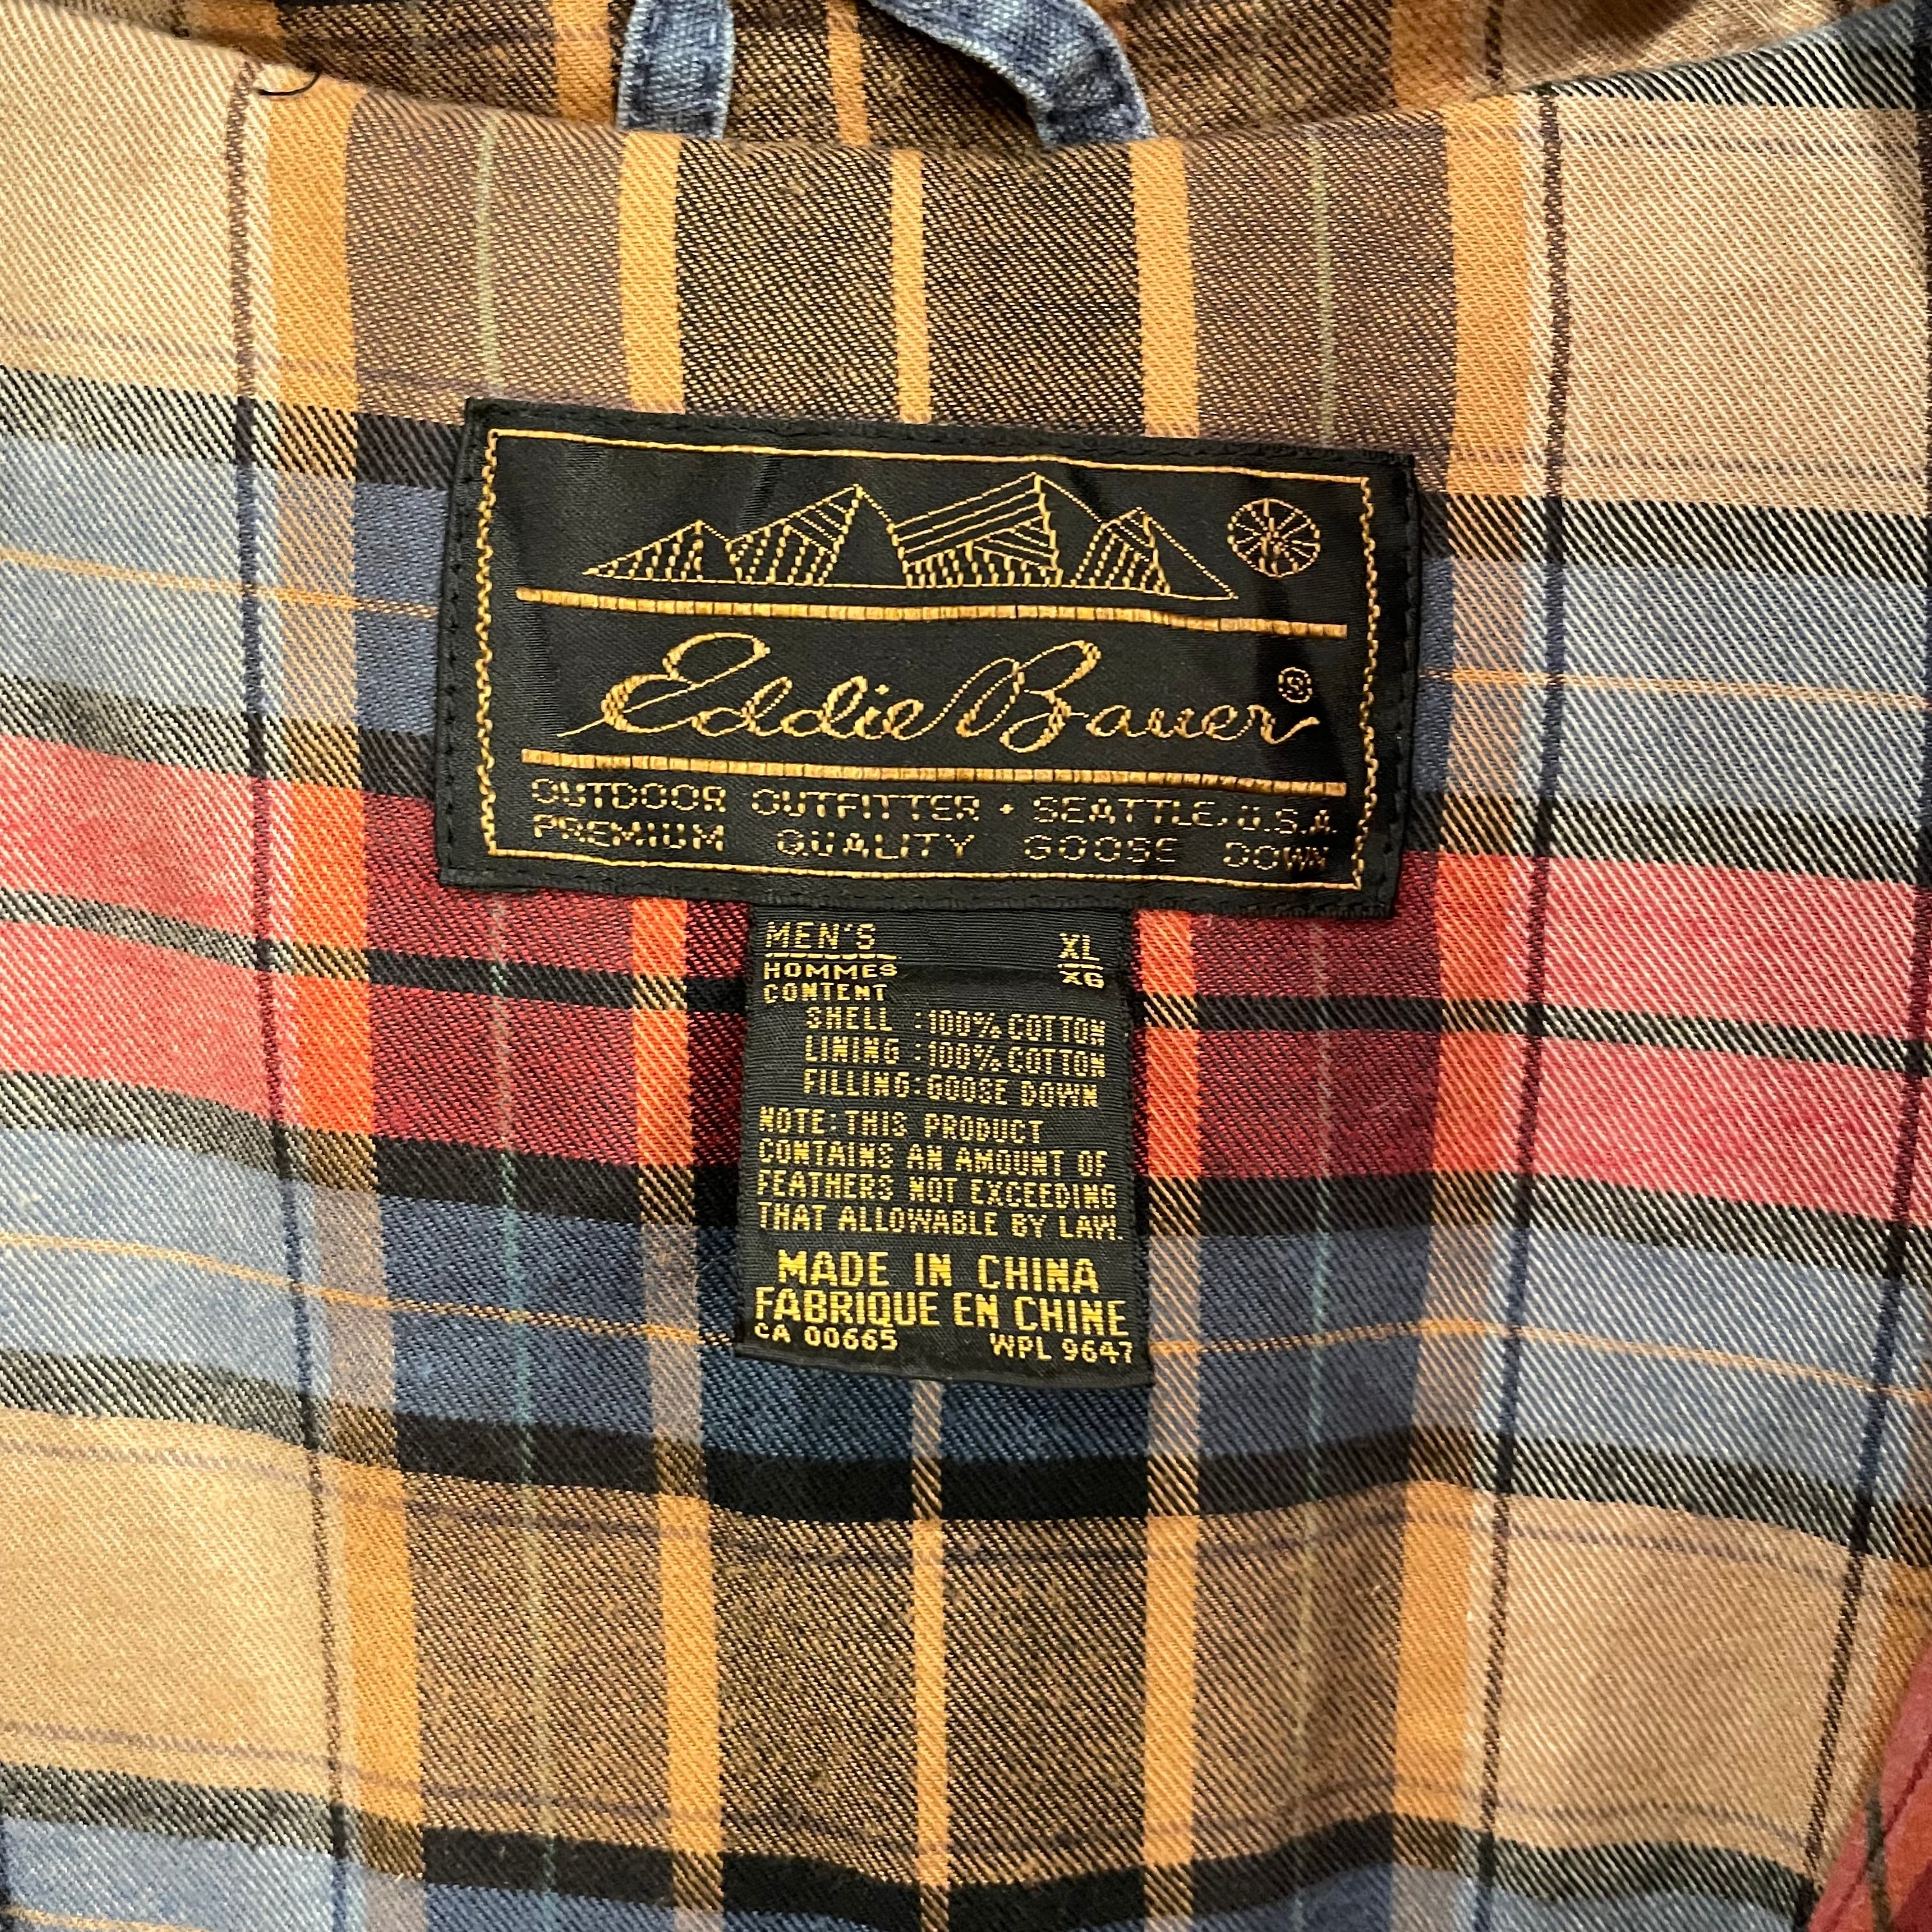 Eddie Bauer ®
OUTDOOR OUTFITTER • SEATTLE, U.S.A.
PREMIUM QUALITY GOOSE DOWN
MEN'S XL
HOMMES XG
CONTENT
SHELL : 100% COTTON
LINING : 100% COTTON
FILLING: GOOSE DOWN
NOTE: THIS PRODUCT
CONTAINS AN AMOUNT OF
FEATHERS NOT EXCEEDING
THAT ALLOWABLE BY LAW.
MADE IN CHINA
FABRIQUE EN CHINE
CA 00665 WPL 9647